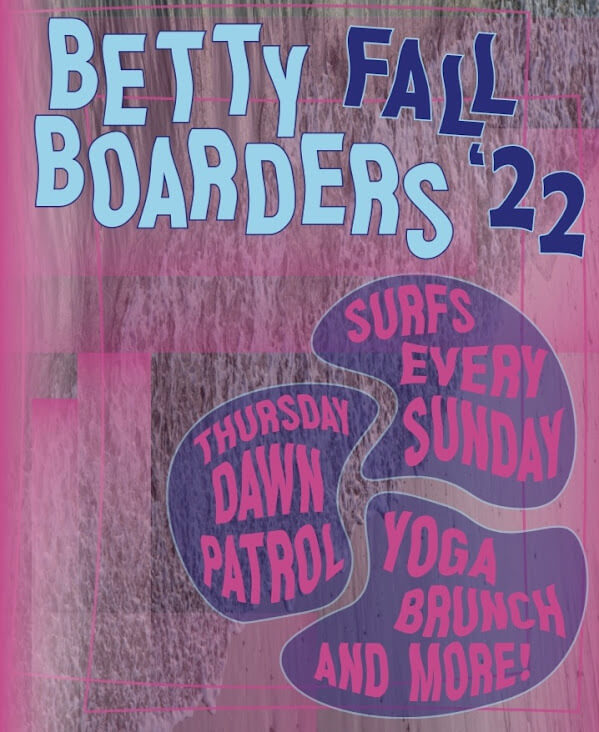 BETTY FALL
BOARDERS '22
SURFS
EVERY
SUNDAY
THURSDAY
DAWN
PATROL
YOGA
BRUNCH
AND MORE!